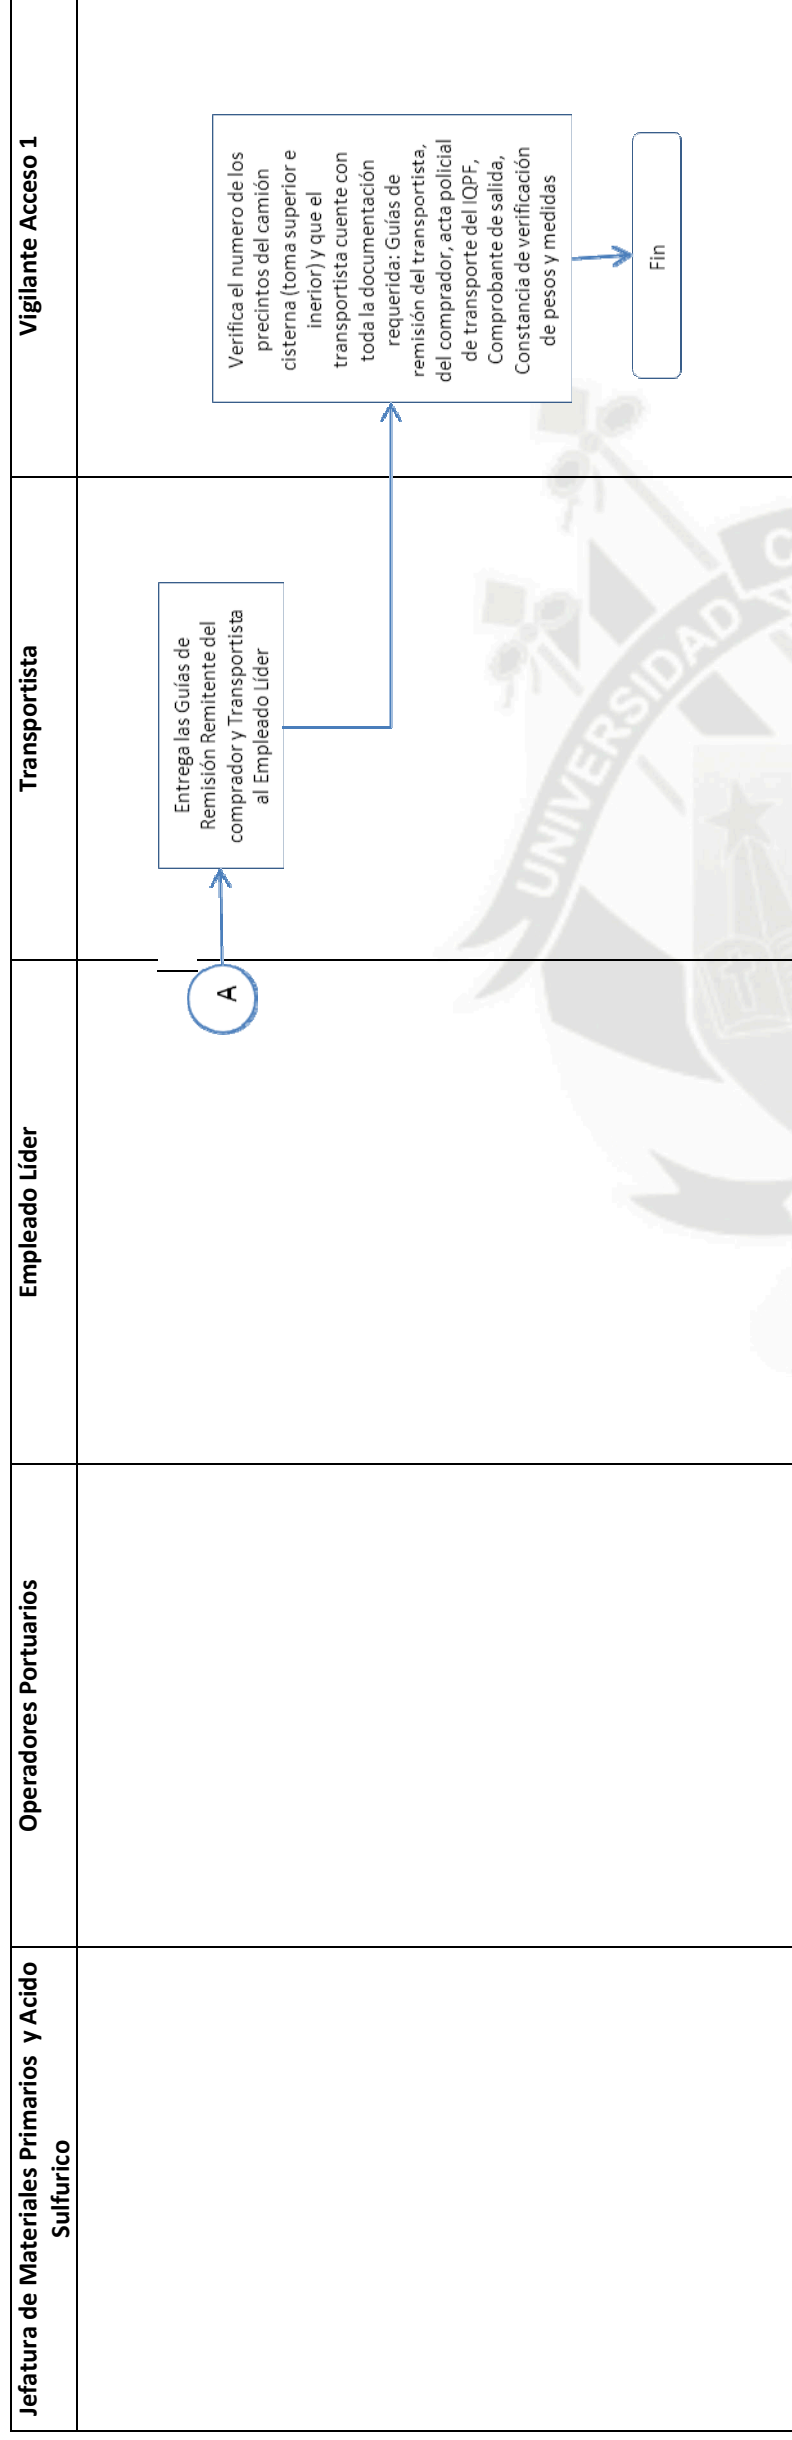 Jefatura de Materiales Primarios y Acido
Sulfurico
Operadores Portuarios
Empleado Líder
Transportista
Vigilante Acceso 1
A
Entrega las Guías de
Remisión Remitente del
comprador y Transportista
al Empleado Líder
Verifica el numero de los
precintos del camión
cisterna (toma superior e
inerior) y que el
transportista cuente con
toda la documentación
requerida: Guías de
remisión del transportista,
del comprador, acta policial
de transporte del IQPF,
Comprobante de salida,
Constancia de verificación
de pesos y medidas
Fin
UNIVERSIDAD
C